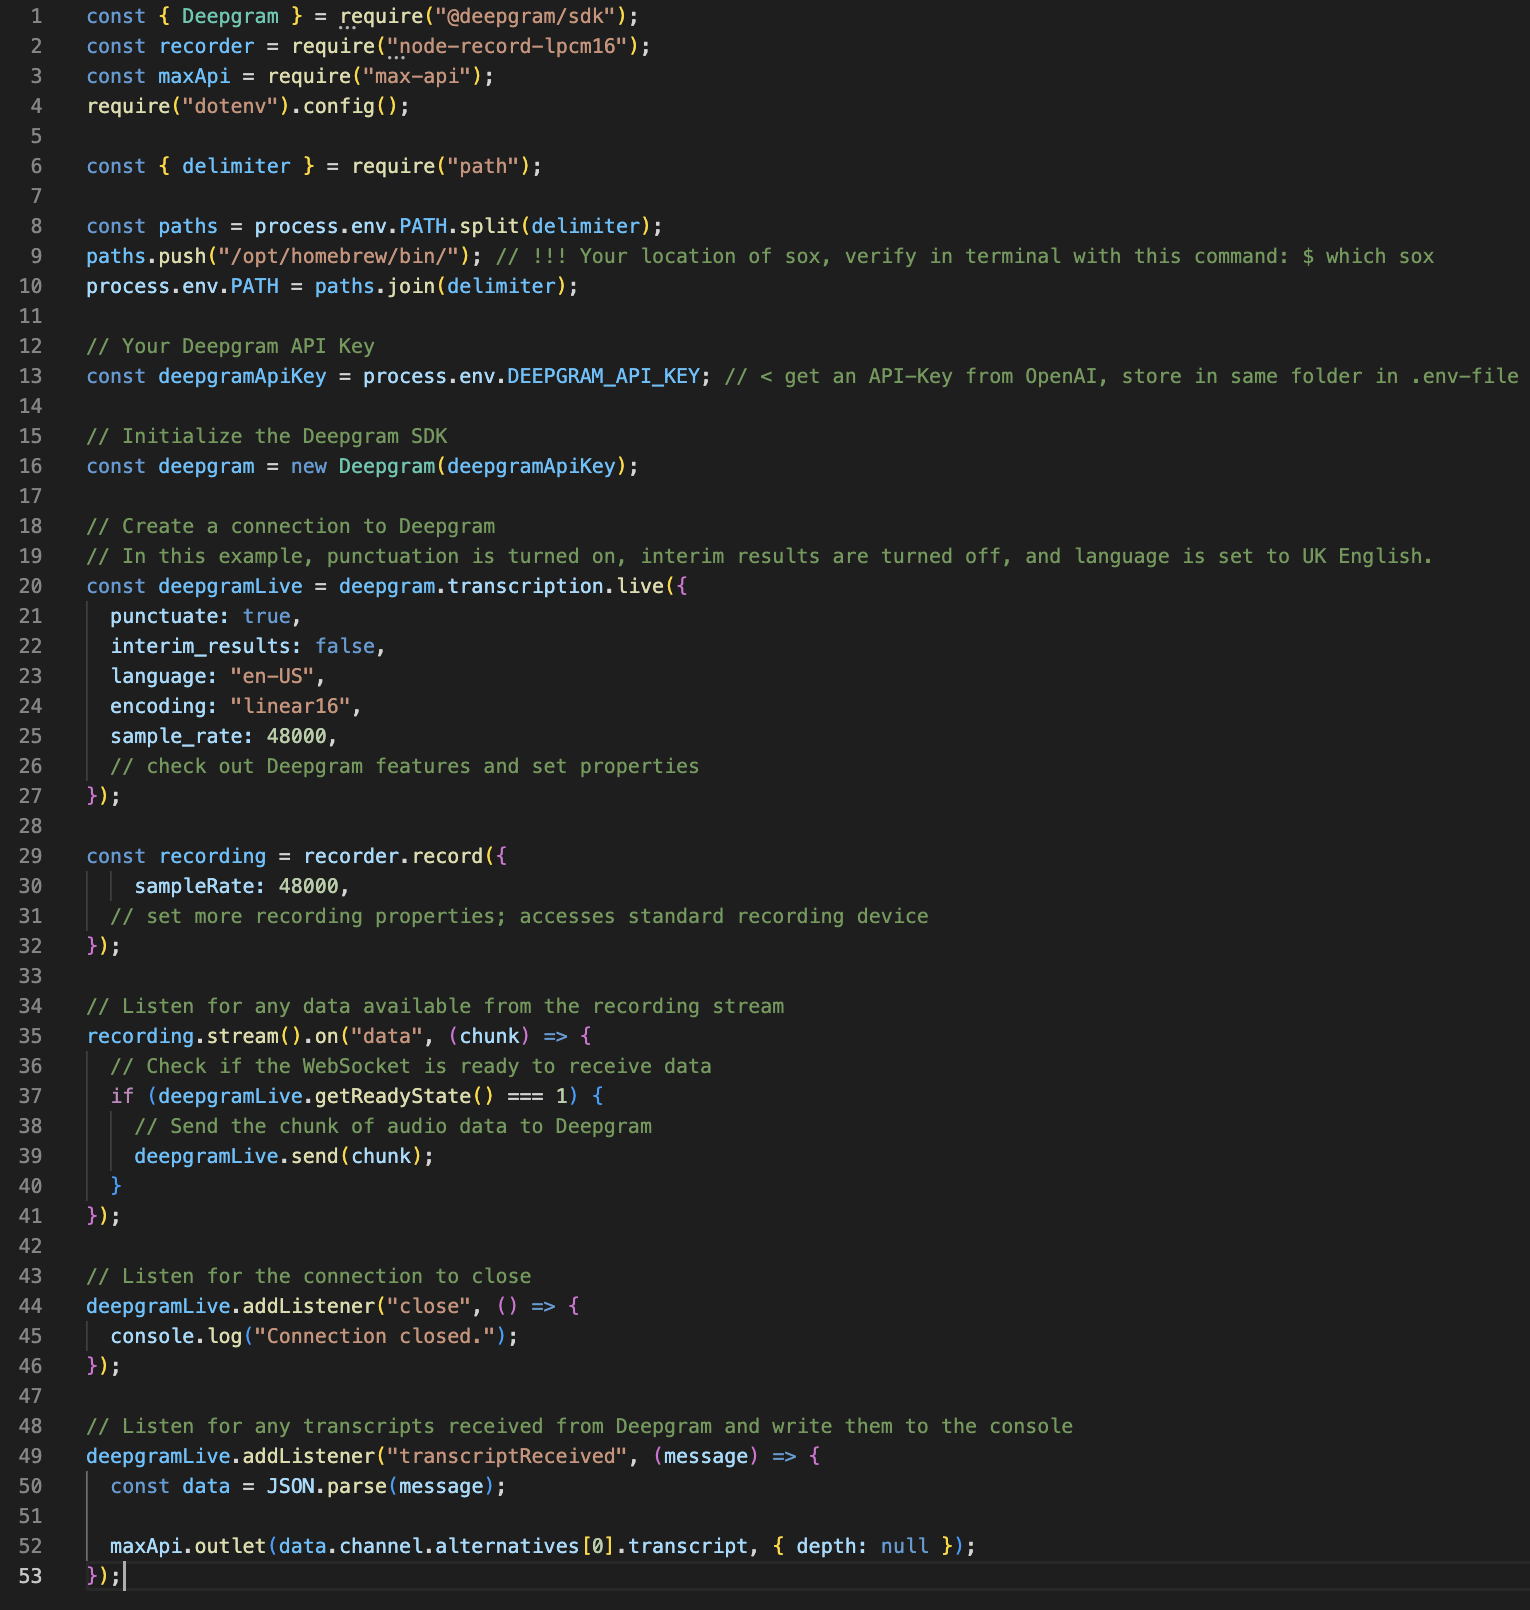 1 const { Deepgram } = require("@deepgram/sdk");
2 const recorder = require("node-record-lpcm16");
3 const maxApi = require("max-api");
4 require("dotenv").config();
5
6 const { delimiter } = require("path");
7
8 const paths = process.env.PATH.split(delimiter);
9 paths.push("/opt/homebrew/bin/"); // !!! Your location of sox, verify in terminal with this command: $ which sox
10 process.env.PATH = paths.join(delimiter);
11
12 // Your Deepgram API Key
13 const deepgramApiKey = process.env.DEEPGRAM_API_KEY; // < get an API-Key from OpenAI, store in same folder in .env-file
14
15 // Initialize the Deepgram SDK
16 const deepgram = new Deepgram(deepgramApiKey);
17
18 // Create a connection to Deepgram
19 // In this example, punctuation is turned on, interim results are turned off, and language is set to UK English.
20 const deepgramLive = deepgram.transcription.live({
21   punctuate: true,
22   interim_results: false,
23   language: "en-US",
24   encoding: "linear16",
25   sample_rate: 48000,
26   // check out Deepgram features and set properties
27 });
28
29 const recording = recorder.record({
30     sampleRate: 48000,
31   // set more recording properties; accesses standard recording device
32 });
33
34 // Listen for any data available from the recording stream
35 recording.stream().on("data", (chunk) => {
36   // Check if the WebSocket is ready to receive data
37   if (deepgramLive.getReadyState() === 1) {
38     // Send the chunk of audio data to Deepgram
39     deepgramLive.send(chunk);
40   }
41 });
42
43 // Listen for the connection to close
44 deepgramLive.addListener("close", () => {
45   console.log("Connection closed.");
46 });
47
48 // Listen for any transcripts received from Deepgram and write them to the console
49 deepgramLive.addListener("transcriptReceived", (message) => {
50   const data = JSON.parse(message);
51
52   maxApi.outlet(data.channel.alternatives[0].transcript, { depth: null });
53 });